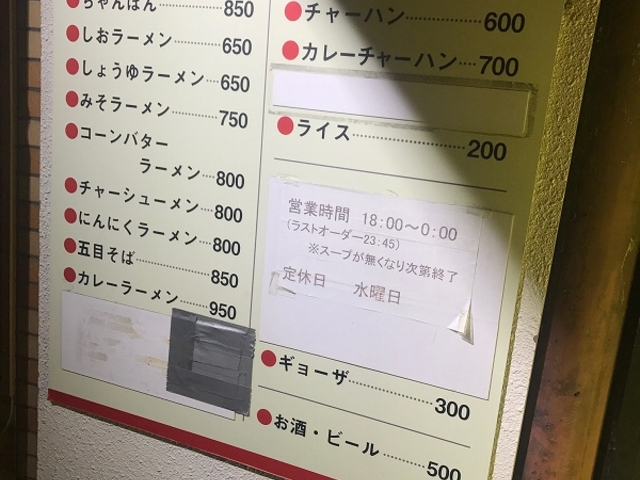 ちゃんぽん……850
しおラーメン……650
しょうゆラーメン…650
みそラーメン……750
コーンバター
ラーメン…800
チャーシューメン…800
にんにくラーメン…800
五目そば……850
カレーラーメン…950
チャーハン……600
カレーチャーハン…700
ライス……200
営業時間 18:00～0:00
(ラストオーダー23:45)
※スープが無くなり次第終了
定休日 水曜日
ギョーザ……300
お酒・ビール……500